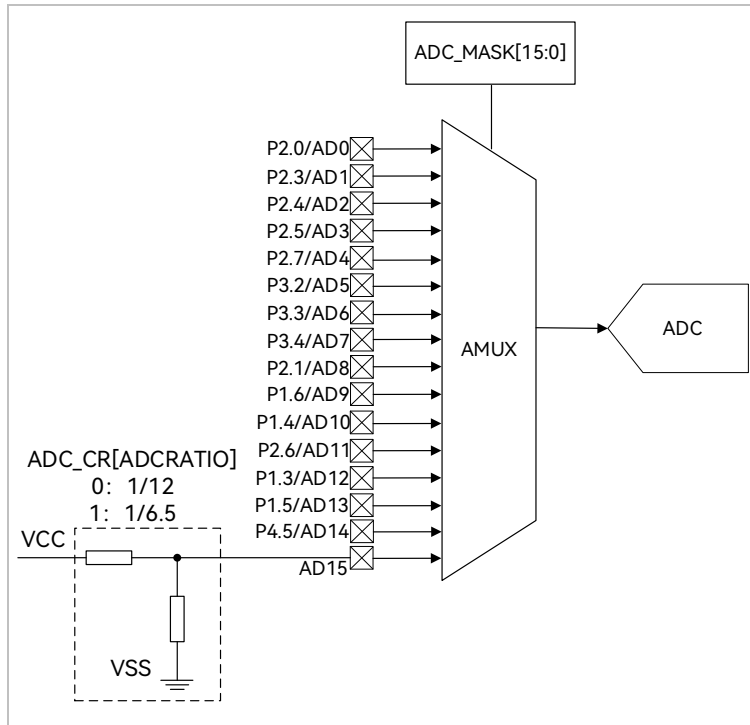 ADC_MASK[15:0]
P2.0/AD0
P2.3/AD1
P2.4/AD2
P2.5/AD3
P2.7/AD4
P3.2/AD5
P3.3/AD6
P3.4/AD7
P2.1/AD8
P1.6/AD9
P1.4/AD10
P2.6/AD11
P1.3/AD12
P1.5/AD13
P4.5/AD14
AD15
AMUX
ADC
ADC_CR[ADCRATIO]
0: 1/12
1: 1/6.5
VCC
VSS